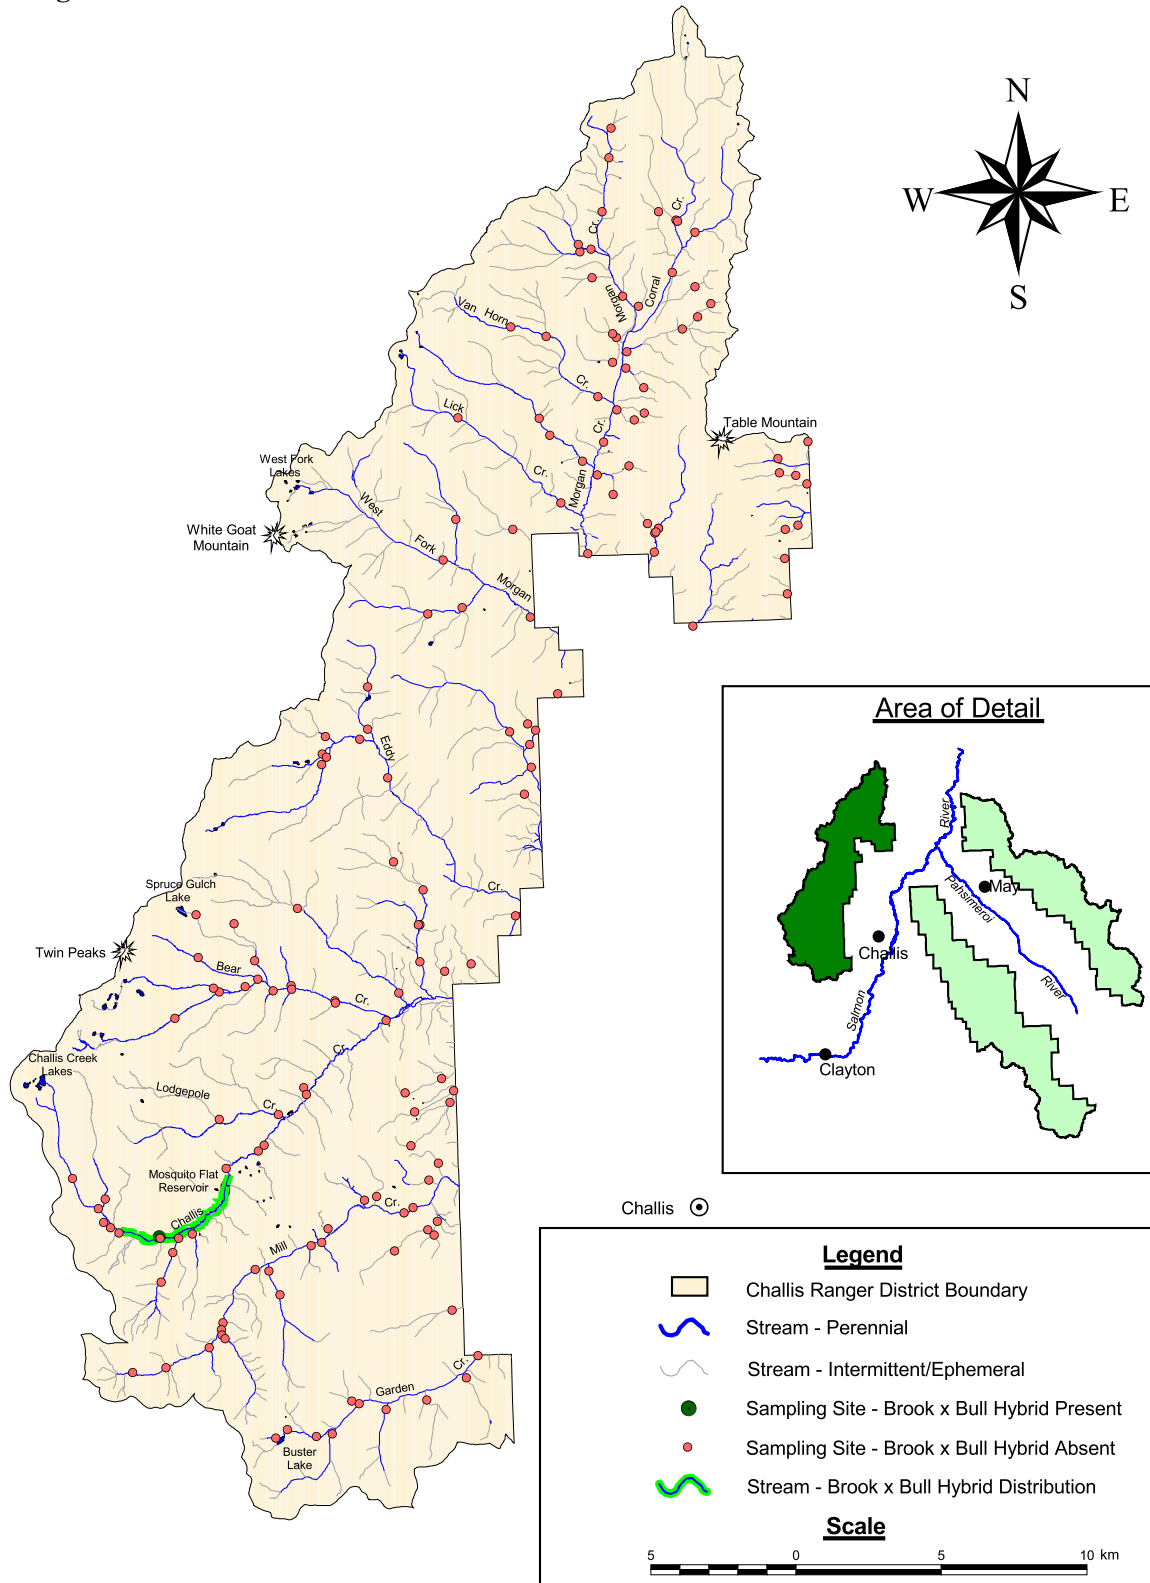 N
W
E
S
Cr.
Cr.
Morgan
Corral
Van Horn
Cr.
Lick
Cr.
Cr.
Morgan
Table Mountain
West Fork
Lakes
West
Fork
Morgan
White Goat
Mountain
Eddy
Cr.
Spruce Gulch
Lake
Twin Peaks
Bear
Cr.
Cr.
Challis Creek
Lakes
Lodgepole
Cr.
Mosquito Flat
Reservoir
Challis
Cr.
Mill
Garden
Cr.
Buster
Lake
Area of Detail
River
Pahsimeroi
May
Challis
River
Salmon
Clayton
Challis
Legend
Challis Ranger District Boundary
Stream - Perennial
Stream - Intermittent/Ephemeral
Sampling Site - Brook x Bull Hybrid Present
Sampling Site - Brook x Bull Hybrid Absent
Stream - Brook x Bull Hybrid Distribution
Scale
5 0 5 10 km